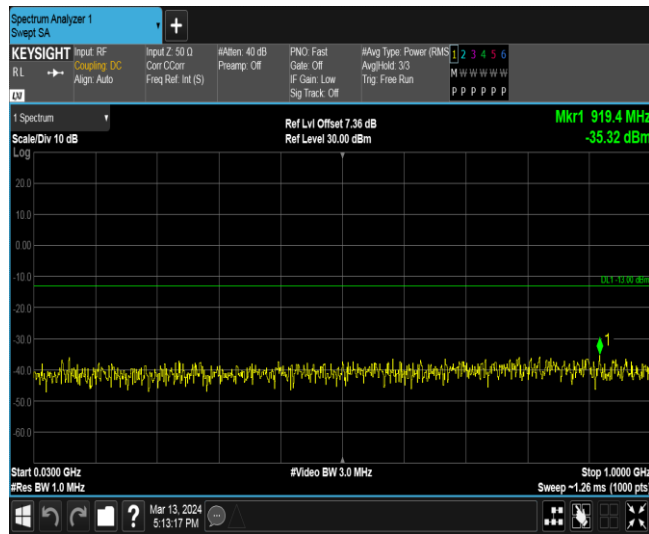 Spectrum Analyzer 1
Swept SA
+
KEYSIGHT
RL
LXI
Input: RF
Coupling: DC
Align: Auto
Input Z: 50 Ω
Corr CCorr
Freq Ref: Int (S)
#Atten: 40 dB
Preamp: Off
PNO: Fast
Gate: Off
IF Gain: Low
Sig Track: Off
#Avg Type: Power (RMS
Avg|Hold: 3/3
Trig: Free Run
1 2 3 4 5 6
M W W W W W
P P P P P P
1 Spectrum
Scale/Div 10 dB
Log
Ref Lvl Offset 7.36 dB
Ref Level 30.00 dBm
Mkr1 919.4 MHz
-35.32 dBm
20.0
10.0
0.00
-10.0
DL1 -13.00 dBm
-20.0
-30.0
1
-40.0
-50.0
-60.0
Start 0.0300 GHz
#Video BW 3.0 MHz
Stop 1.0000 GHz
#Res BW 1.0 MHz
Sweep ~1.26 ms (1000 pts
?
Mar 13, 2024
5:13:17 PM